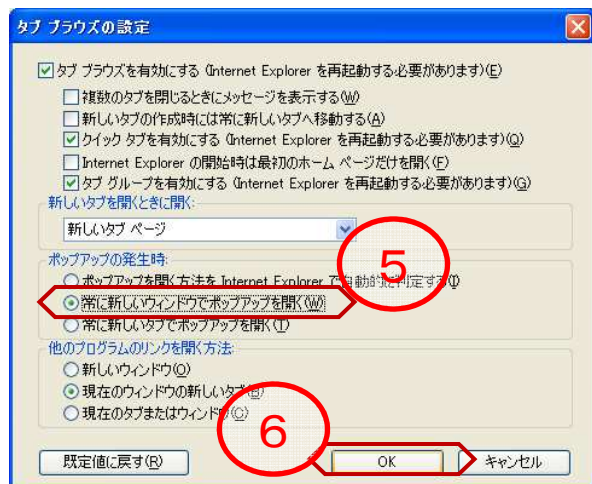 タブ ブラウズの設定
タブ ブラウズを有効にする (Internet Explorer を再起動する必要があります)(E)
複数のタブを閉じるときにメッセージを表示する(W)
新しいタブの作成時には常に新しいタブへ移動する(A)
クイック タブを有効にする (Internet Explorer を再起動する必要があります)(Q)
Internet Explorer の開始時は最初のホーム ページだけを開く(F)
タブ グループを有効にする (Internet Explorer を再起動する必要があります)(G)
新しいタブを開くときに開く:
新しいタブ ページ
ポップアップの発生時:
5
ポップアップを開く方法を Internet Explorer で自動的に判定する(I)
常に新しいウィンドウでポップアップを開く(W)
常に新しいタブでポップアップを開く(T)
他のプログラムのリンクを開く方法:
新しいウィンドウ(O)
現在のウィンドウの新しいタブ(B)
現在のタブまたはウィンドウ(C)
6
既定値に戻す(R)
OK
キャンセル